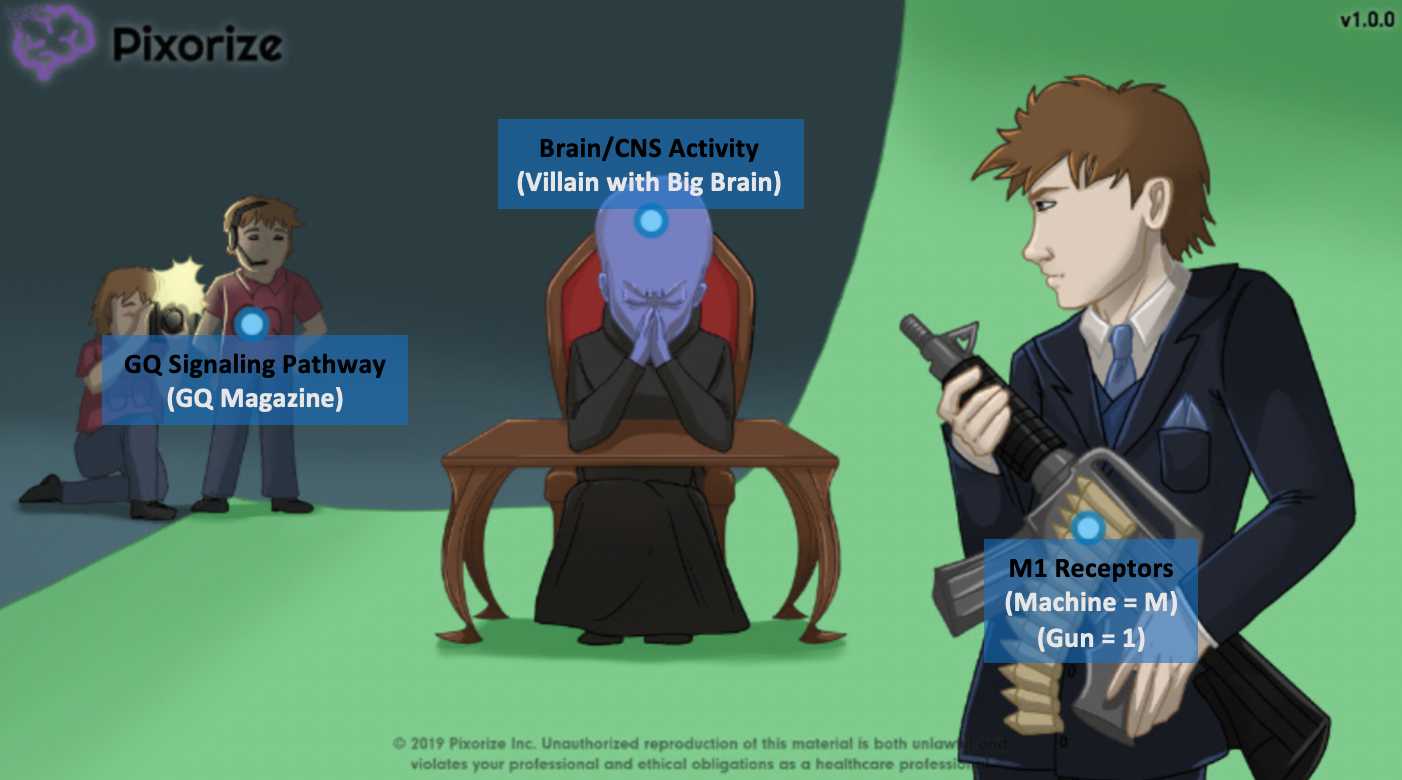 Pixorize
v1.0.0
Brain/CNS Activity
(Villain with Big Brain)
GQ Signaling Pathway
(GQ Magazine)
M1 Receptors
(Machine = M)
(Gun = 1)
© 2019 Pixorize Inc. Unauthorized reproduction of this material is both unlawful and
violates your professional and ethical obligations as a healthcare professional.